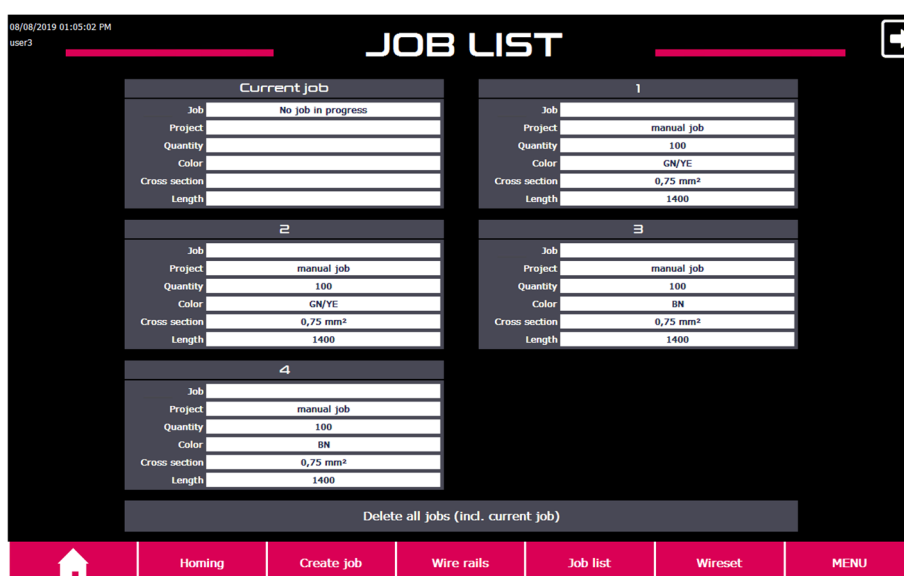 08/08/2019 01:05:02 PM
user3
JOB LIST
Current job
Job No job in progress
Project
Quantity
Color
Cross section
Length
1
Job
Project manual job
Quantity 100
Color GN/YE
Cross section 0,75 mm²
Length 1400
2
Job
Project manual job
Quantity 100
Color GN/YE
Cross section 0,75 mm²
Length 1400
3
Job
Project manual job
Quantity 100
Color BN
Cross section 0,75 mm²
Length 1400
4
Job
Project manual job
Quantity 100
Color BN
Cross section 0,75 mm²
Length 1400
Delete all jobs (incl. current job)
Homing Create job Wire rails Job list Wireset MENU